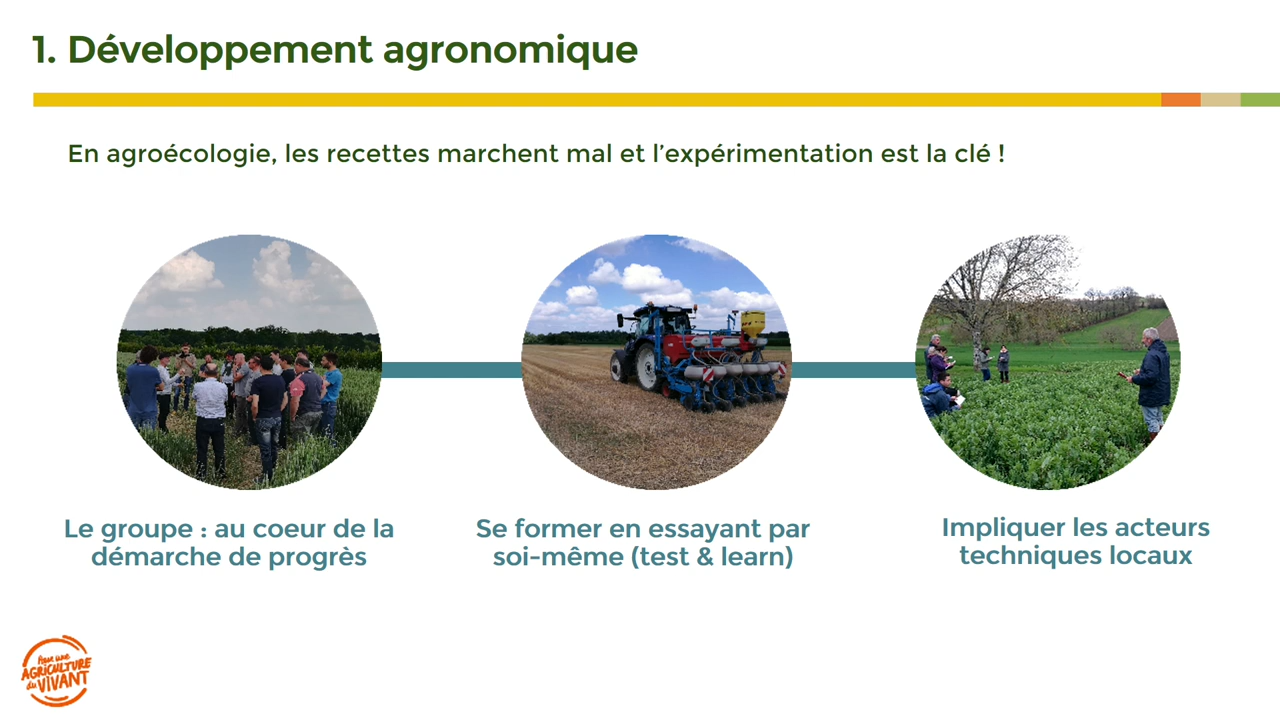 1. Développement agronomique
En agroécologie, les recettes marchent mal et l’expérimentation est la clé !
Le groupe : au coeur de la
démarche de progrès
Se former en essayant par
soi-même (test & learn)
Impliquer les acteurs
techniques locaux
Pour une
AGRICULTURE
du VIVANT